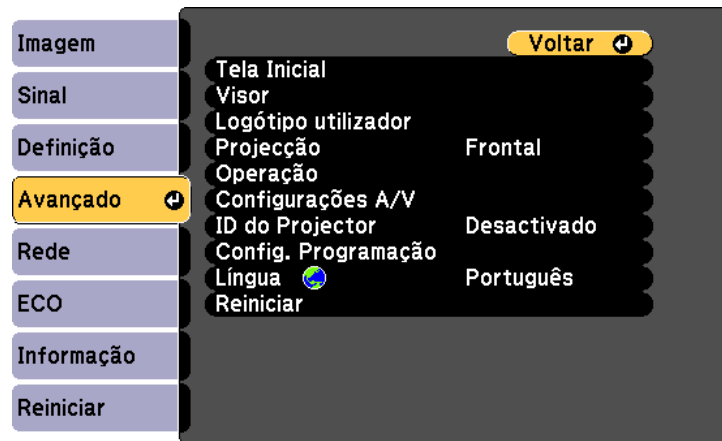 Imagem
Sinal
Definição
Avançado
Rede
ECO
Informação
Reiniciar
Voltar
Tela Inicial
Visor
Logótipo utilizador
Projecção Frontal
Operação
Configurações A/V
ID do Projector Desactivado
Config. Programação
Língua Português
Reiniciar